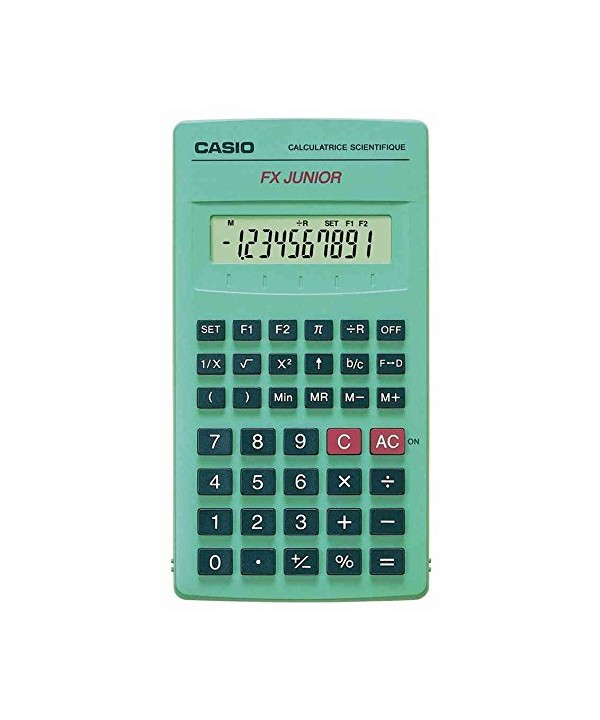 CASIO CALCULATRICE SCIENTIFIQUE
FX JUNIOR
M ÷R SET F1 F2
-1,234567891
SET F1 F2 π ÷R OFF
1/X √ X² ↑ b/c F↔D
( ) Min MR M− M+
7 8 9 C AC ON
4 5 6 × ÷
1 2 3 + −
0 · +/− % =